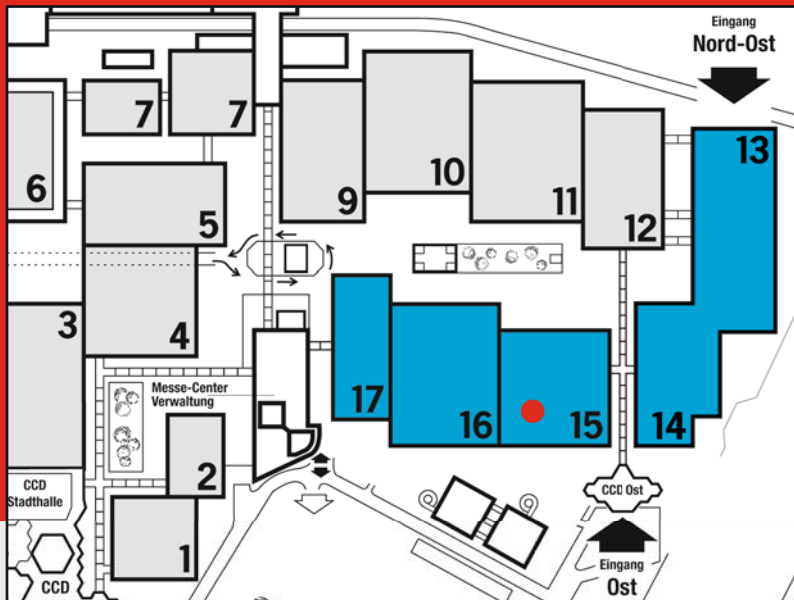 Eingang
Nord-Ost
13
7
7
10
6
9
11
12
5
3
4
Messe-Center
Verwaltung
17
16
15
14
2
CCD
Stadthalle
CCD Ost
1
CCD
Eingang
Ost